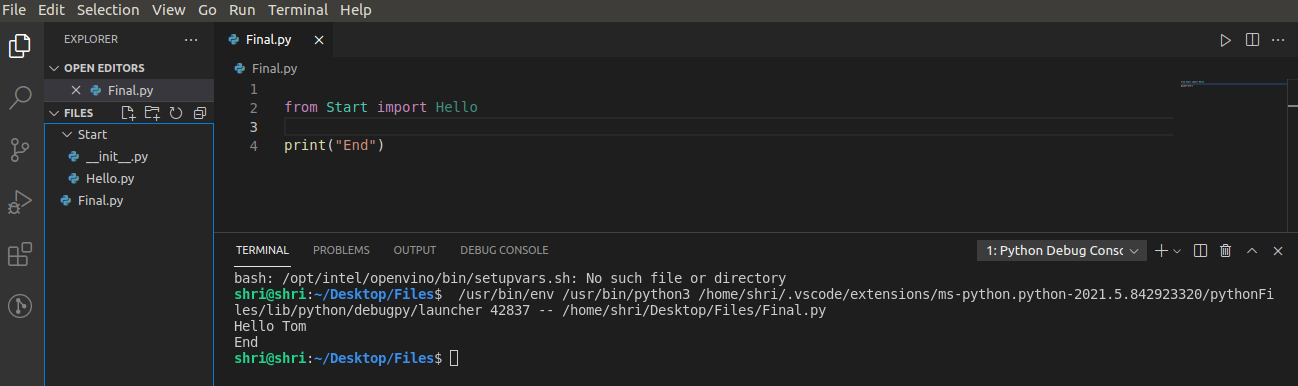 File Edit Selection View Go Run Terminal Help
EXPLORER ···
OPEN EDITORS
Final.py
FILES
Start
__init__.py
Hello.py
Final.py
Final.py
Final.py
1
2 from Start import Hello
3
4 print("End")
TERMINAL PROBLEMS OUTPUT DEBUG CONSOLE 1: Python Debug Consc
bash: /opt/intel/openvino/bin/setupvars.sh: No such file or directory
shri@shri:~/Desktop/Files$ /usr/bin/env /usr/bin/python3 /home/shri/.vscode/extensions/ms-python.python-2021.5.842923320/pythonFi
les/lib/python/debugpy/launcher 42837 -- /home/shri/Desktop/Files/Final.py
Hello Tom
End
shri@shri:~/Desktop/Files$